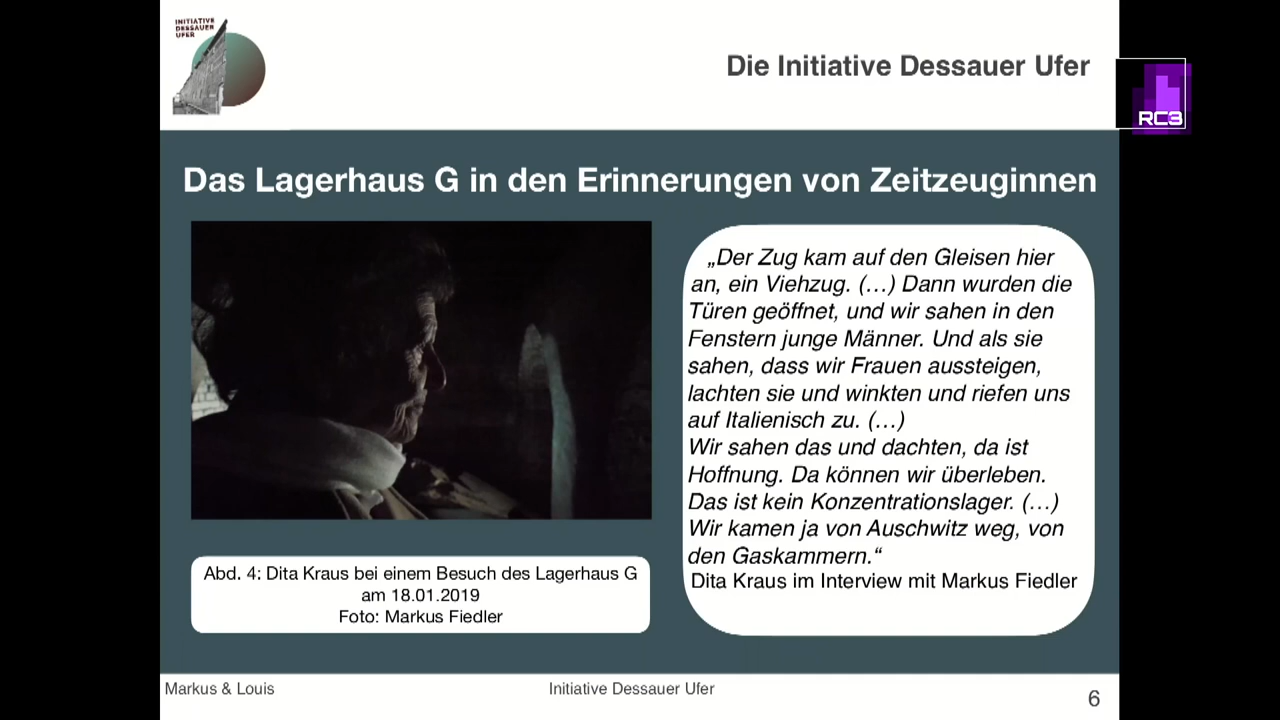 INITIATIVE
DESSAUER
UFER
Die Initiative Dessauer Ufer
RC3
Das Lagerhaus G in den Erinnerungen von Zeitzeuginnen
„Der Zug kam auf den Gleisen hier
an, ein Viehzug. (…) Dann wurden die
Türen geöffnet, und wir sahen in den
Fenstern junge Männer. Und als sie
sahen, dass wir Frauen aussteigen,
lachten sie und winkten und riefen uns
auf Italienisch zu. (…)
Wir sahen das und dachten, da ist
Hoffnung. Da können wir überleben.
Das ist kein Konzentrationslager. (…)
Wir kamen ja von Auschwitz weg, von
den Gaskammern.“
Dita Kraus im Interview mit Markus Fiedler
Abd. 4: Dita Kraus bei einem Besuch des Lagerhaus G
am 18.01.2019
Foto: Markus Fiedler
Markus & Louis
Initiative Dessauer Ufer
6